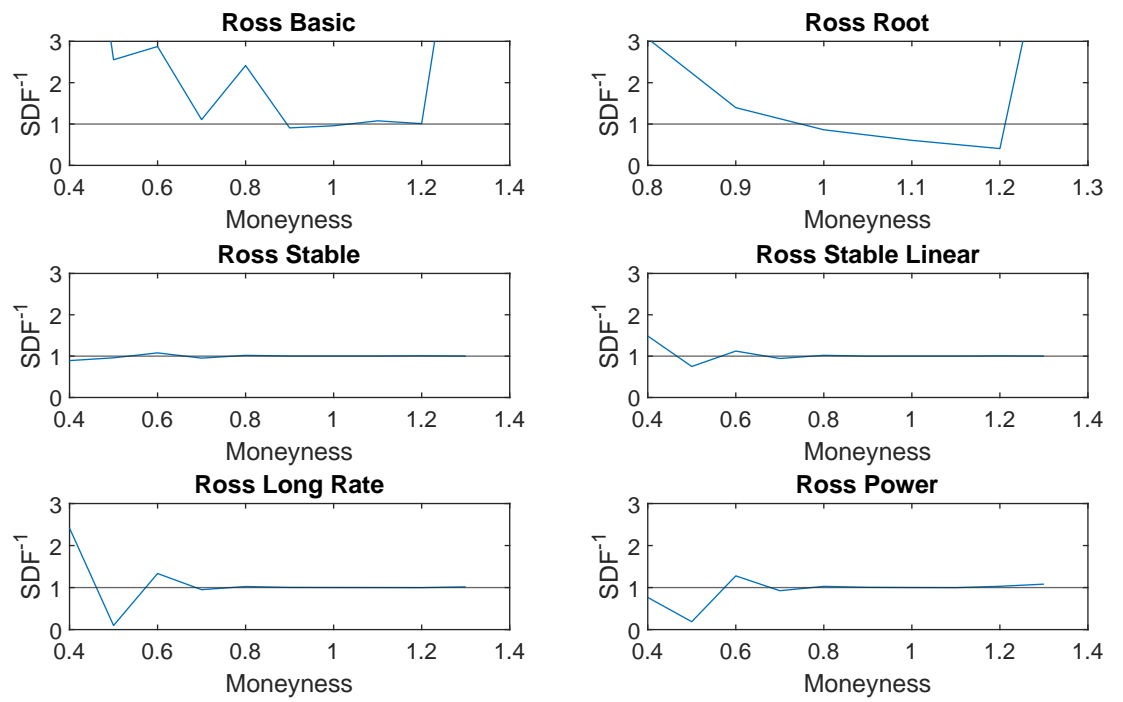 Ross Basic
3
2
1
0
SDF-1
0.4 0.6 0.8 1 1.2 1.4
Moneyness
Ross Root
3
2
1
0
SDF-1
0.8 0.9 1 1.1 1.2 1.3
Moneyness
Ross Stable
3
2
1
0
SDF-1
0.4 0.6 0.8 1 1.2 1.4
Moneyness
Ross Stable Linear
3
2
1
0
SDF-1
0.4 0.6 0.8 1 1.2 1.4
Moneyness
Ross Long Rate
3
2
1
0
SDF-1
0.4 0.6 0.8 1 1.2 1.4
Moneyness
Ross Power
3
2
1
0
SDF-1
0.4 0.6 0.8 1 1.2 1.4
Moneyness